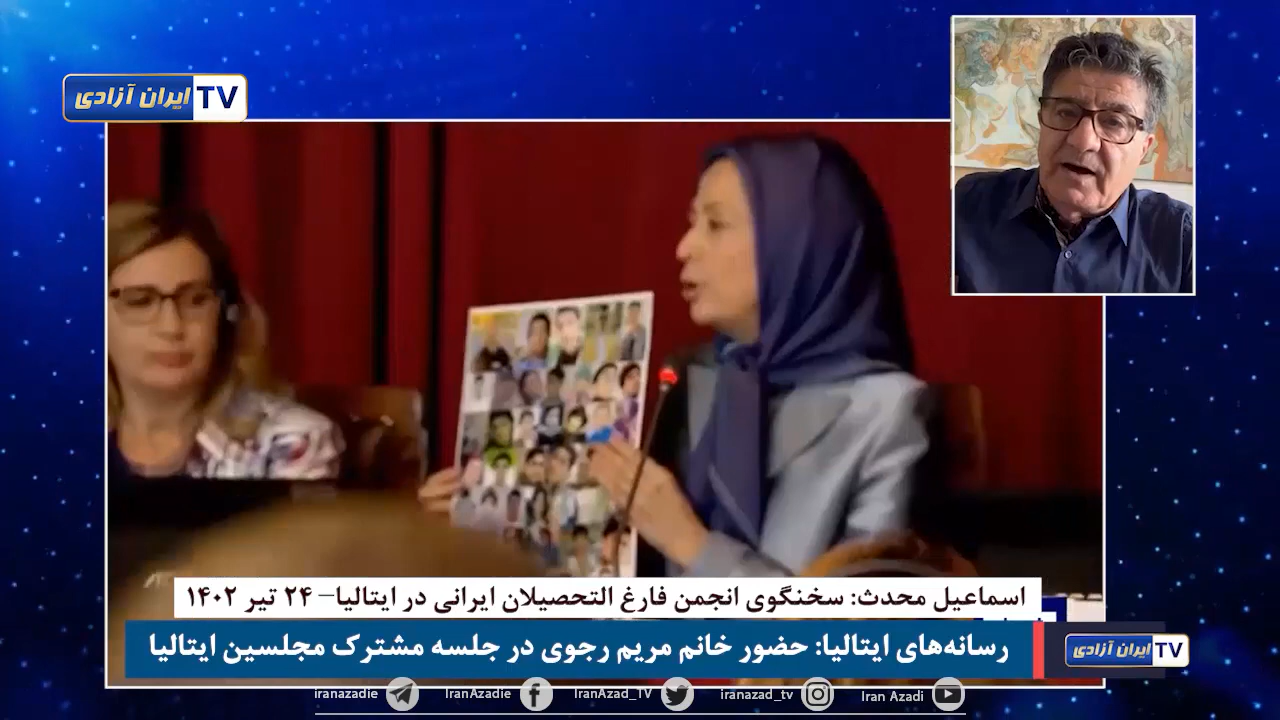 ایران آزادی TV
اسماعیل محدث: سخنگوی انجمن فارغ التحصیلان ایرانی در ایتالیا– ۲۴ تیر ۱۴۰۲
رسانه‌های ایتالیا: حضور خانم مریم رجوی در جلسه مشترک مجلسین ایتالیا
ایران آزادی TV
iranazadie IranAzadie IranAzad_TV iranazad_tv Iran Azadi